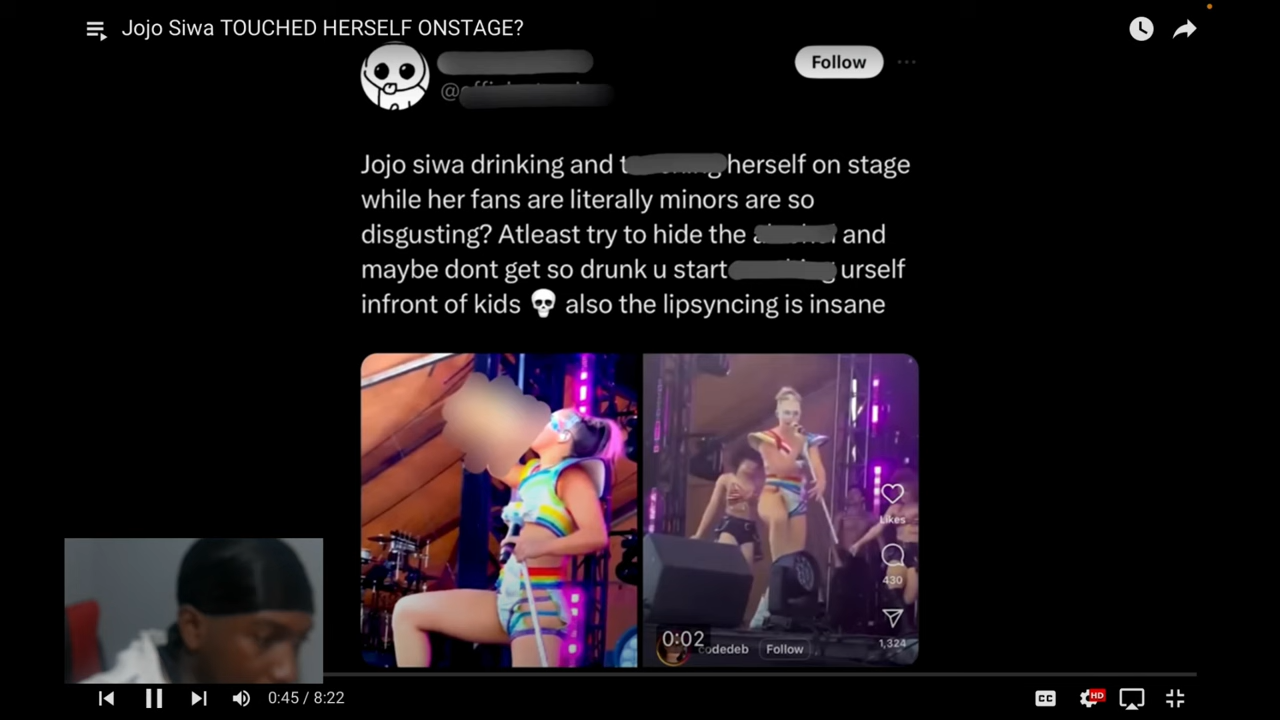 Jojo Siwa TOUCHED HERSELF ONSTAGE?
Follow
@
Jojo siwa drinking and herself on stage
while her fans are literally minors are so
disgusting? Atleast try to hide the and
maybe dont get so drunk u start urself
infront of kids 💀 also the lipsyncing is insane
Likes
430
1,324
0:02
codedeb Follow
0:45 / 8:22
CC
HD